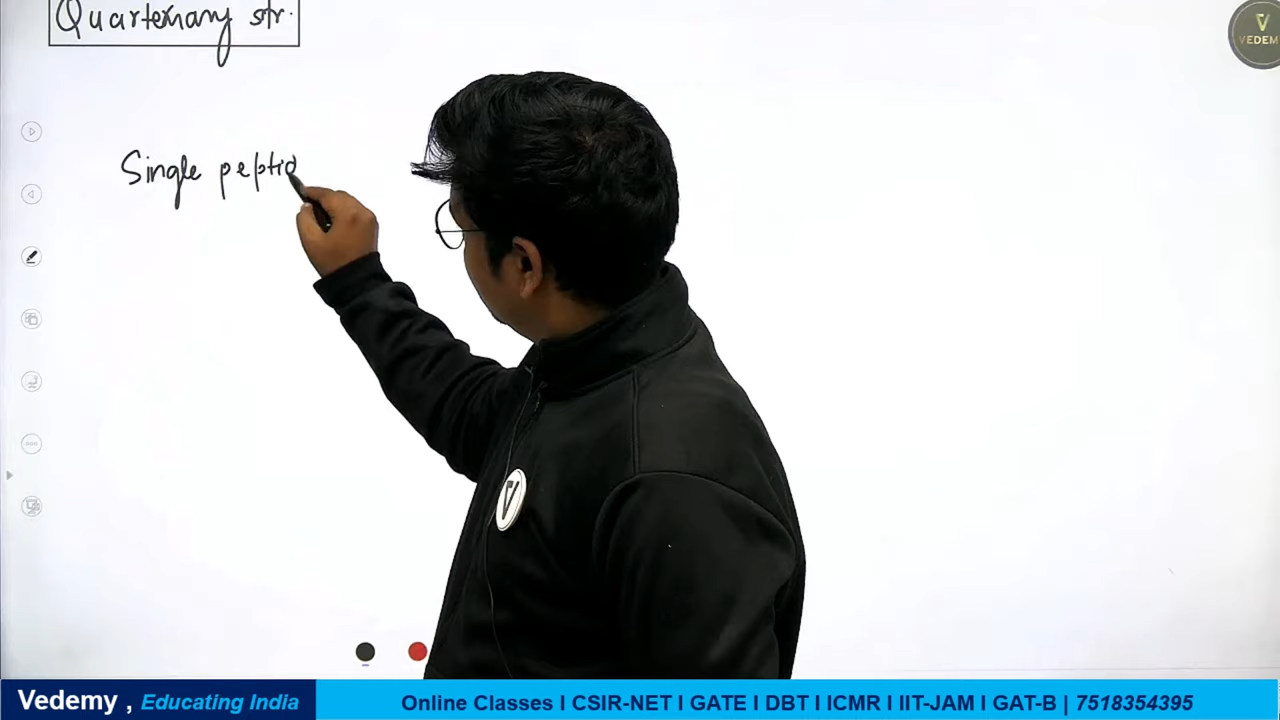 Quarternary str.
VEDEM
Single peptid
Vedemy , Educating India
Online Classes I CSIR-NET I GATE I DBT I ICMR I IIT-JAM I GAT-B | 7518354395